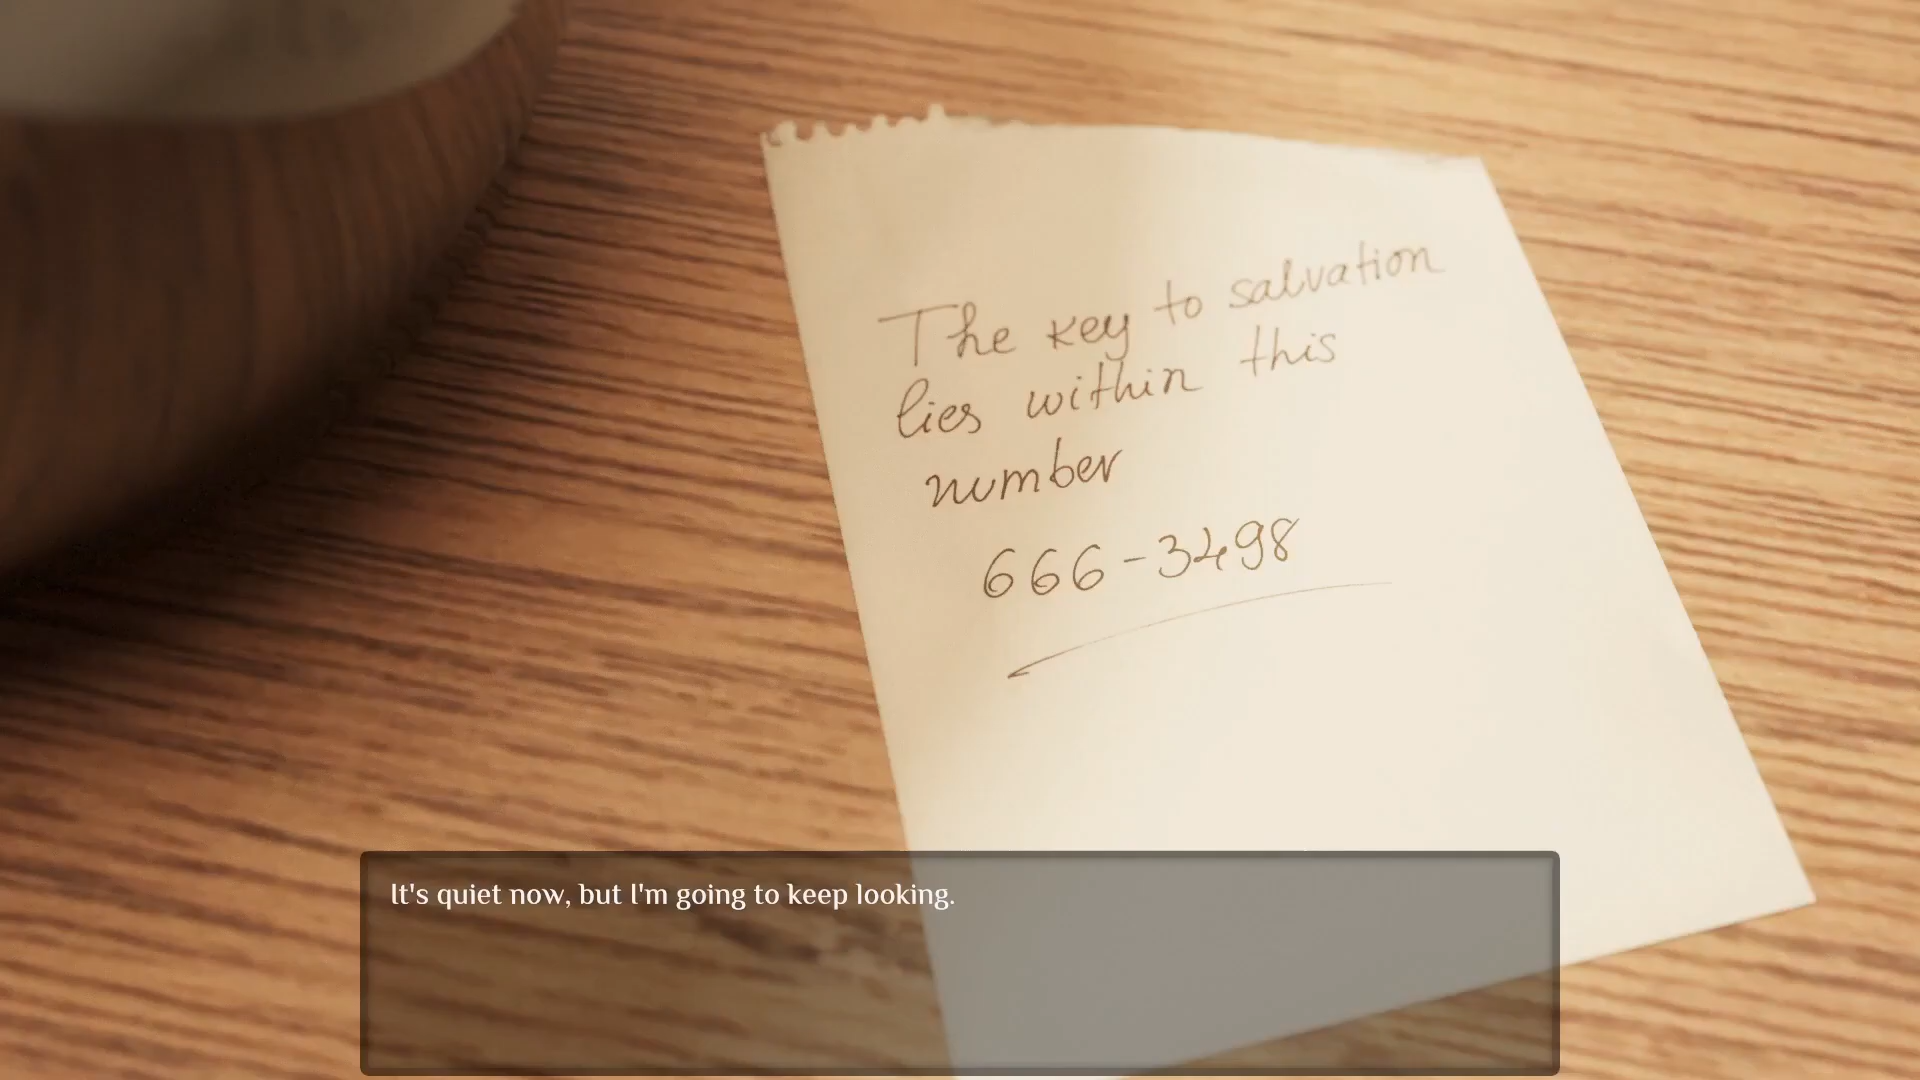 The key to salvation
lies within this
number
666-3498
It's quiet now, but I'm going to keep looking.